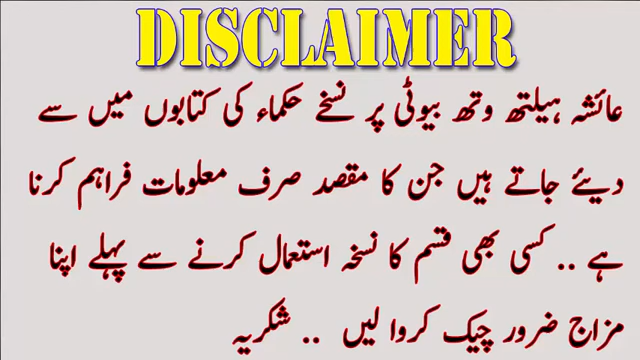 DISCLAIMER
عائشہ ہیلتھ وتھ بیوٹی پر نسخے حکماء کی کتابوں میں سے
دیئے جاتے ہیں جن کا مقصد صرف معلومات فراہم کرنا
ہے .. کسی بھی قسم کا نسخہ استعمال کرنے سے پہلے اپنا
مزاج ضرور چیک کروا لیں .. شکریہ